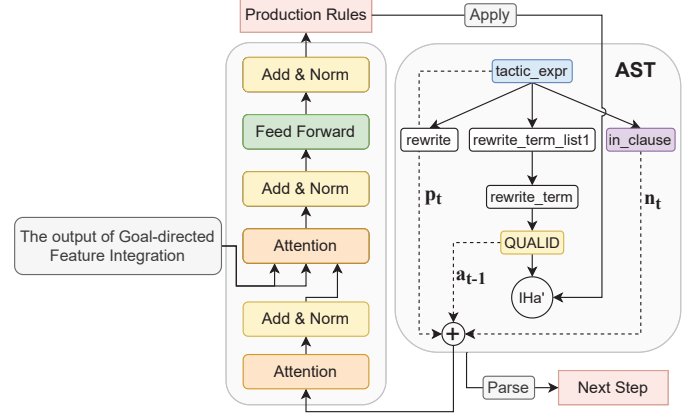 Production Rules
Apply
Add & Norm
Feed Forward
Add & Norm
The output of Goal-directed
Feature Integration
Attention
Add & Norm
Attention
AST
tactic_expr
rewrite
rewrite_term_list1
in_clause
p_t
rewrite_term
n_t
QUALID
a_{t-1}
IHa'
+
Parse
Next Step